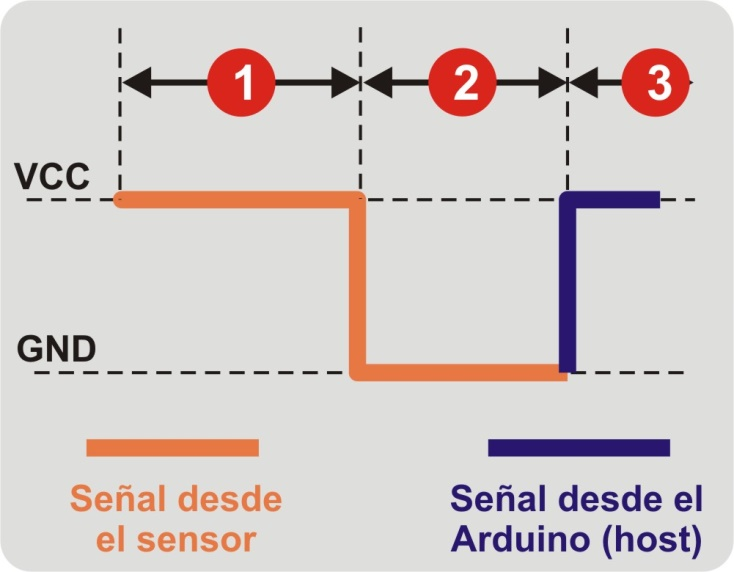 1 2 3
VCC
GND
Señal desde
el sensor
Señal desde el
Arduino (host)